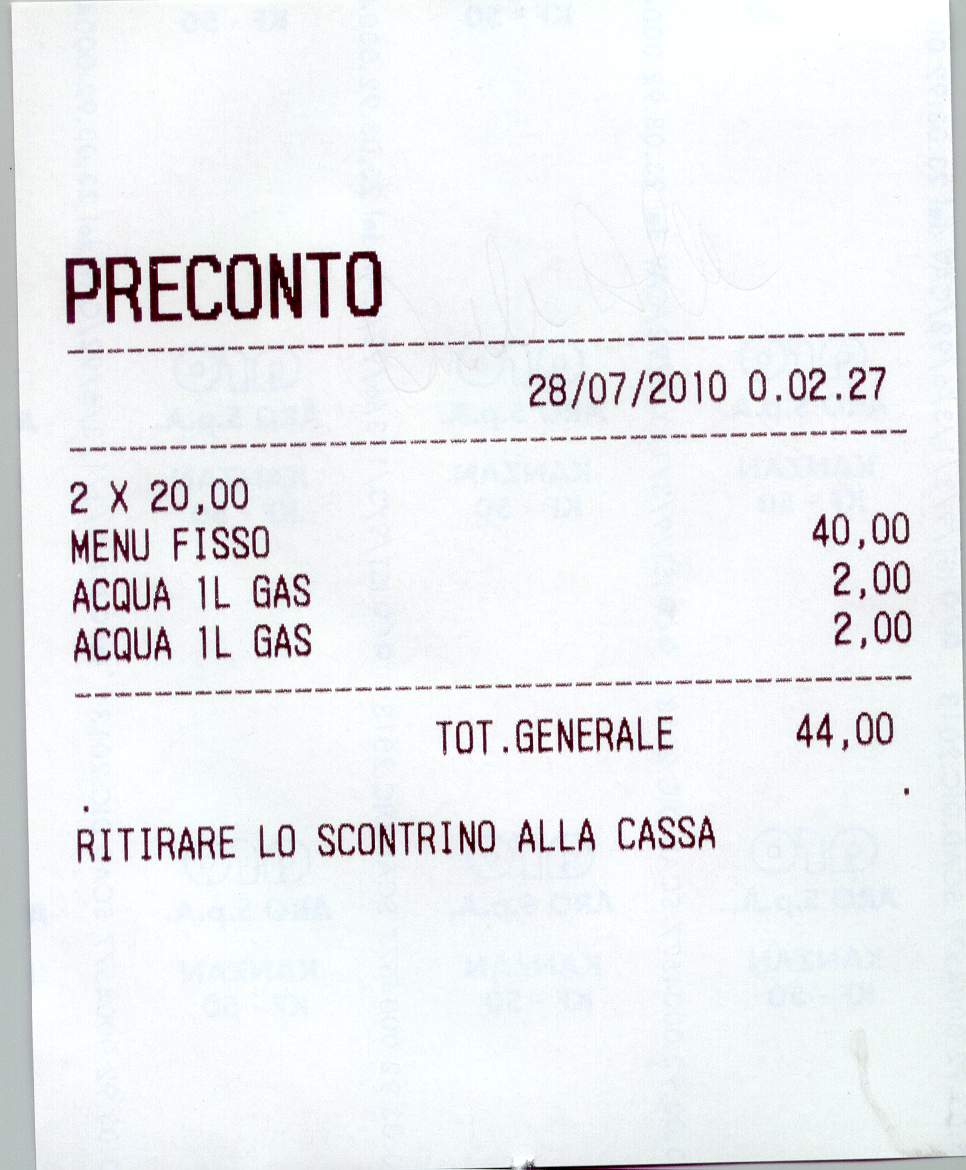 PRECONTO
28/07/2010 0.02.27
2 X 20,00
MENU FISSO 40,00
ACQUA 1L GAS 2,00
ACQUA 1L GAS 2,00
TOT.GENERALE 44,00
. .
RITIRARE LO SCONTRINO ALLA CASSA